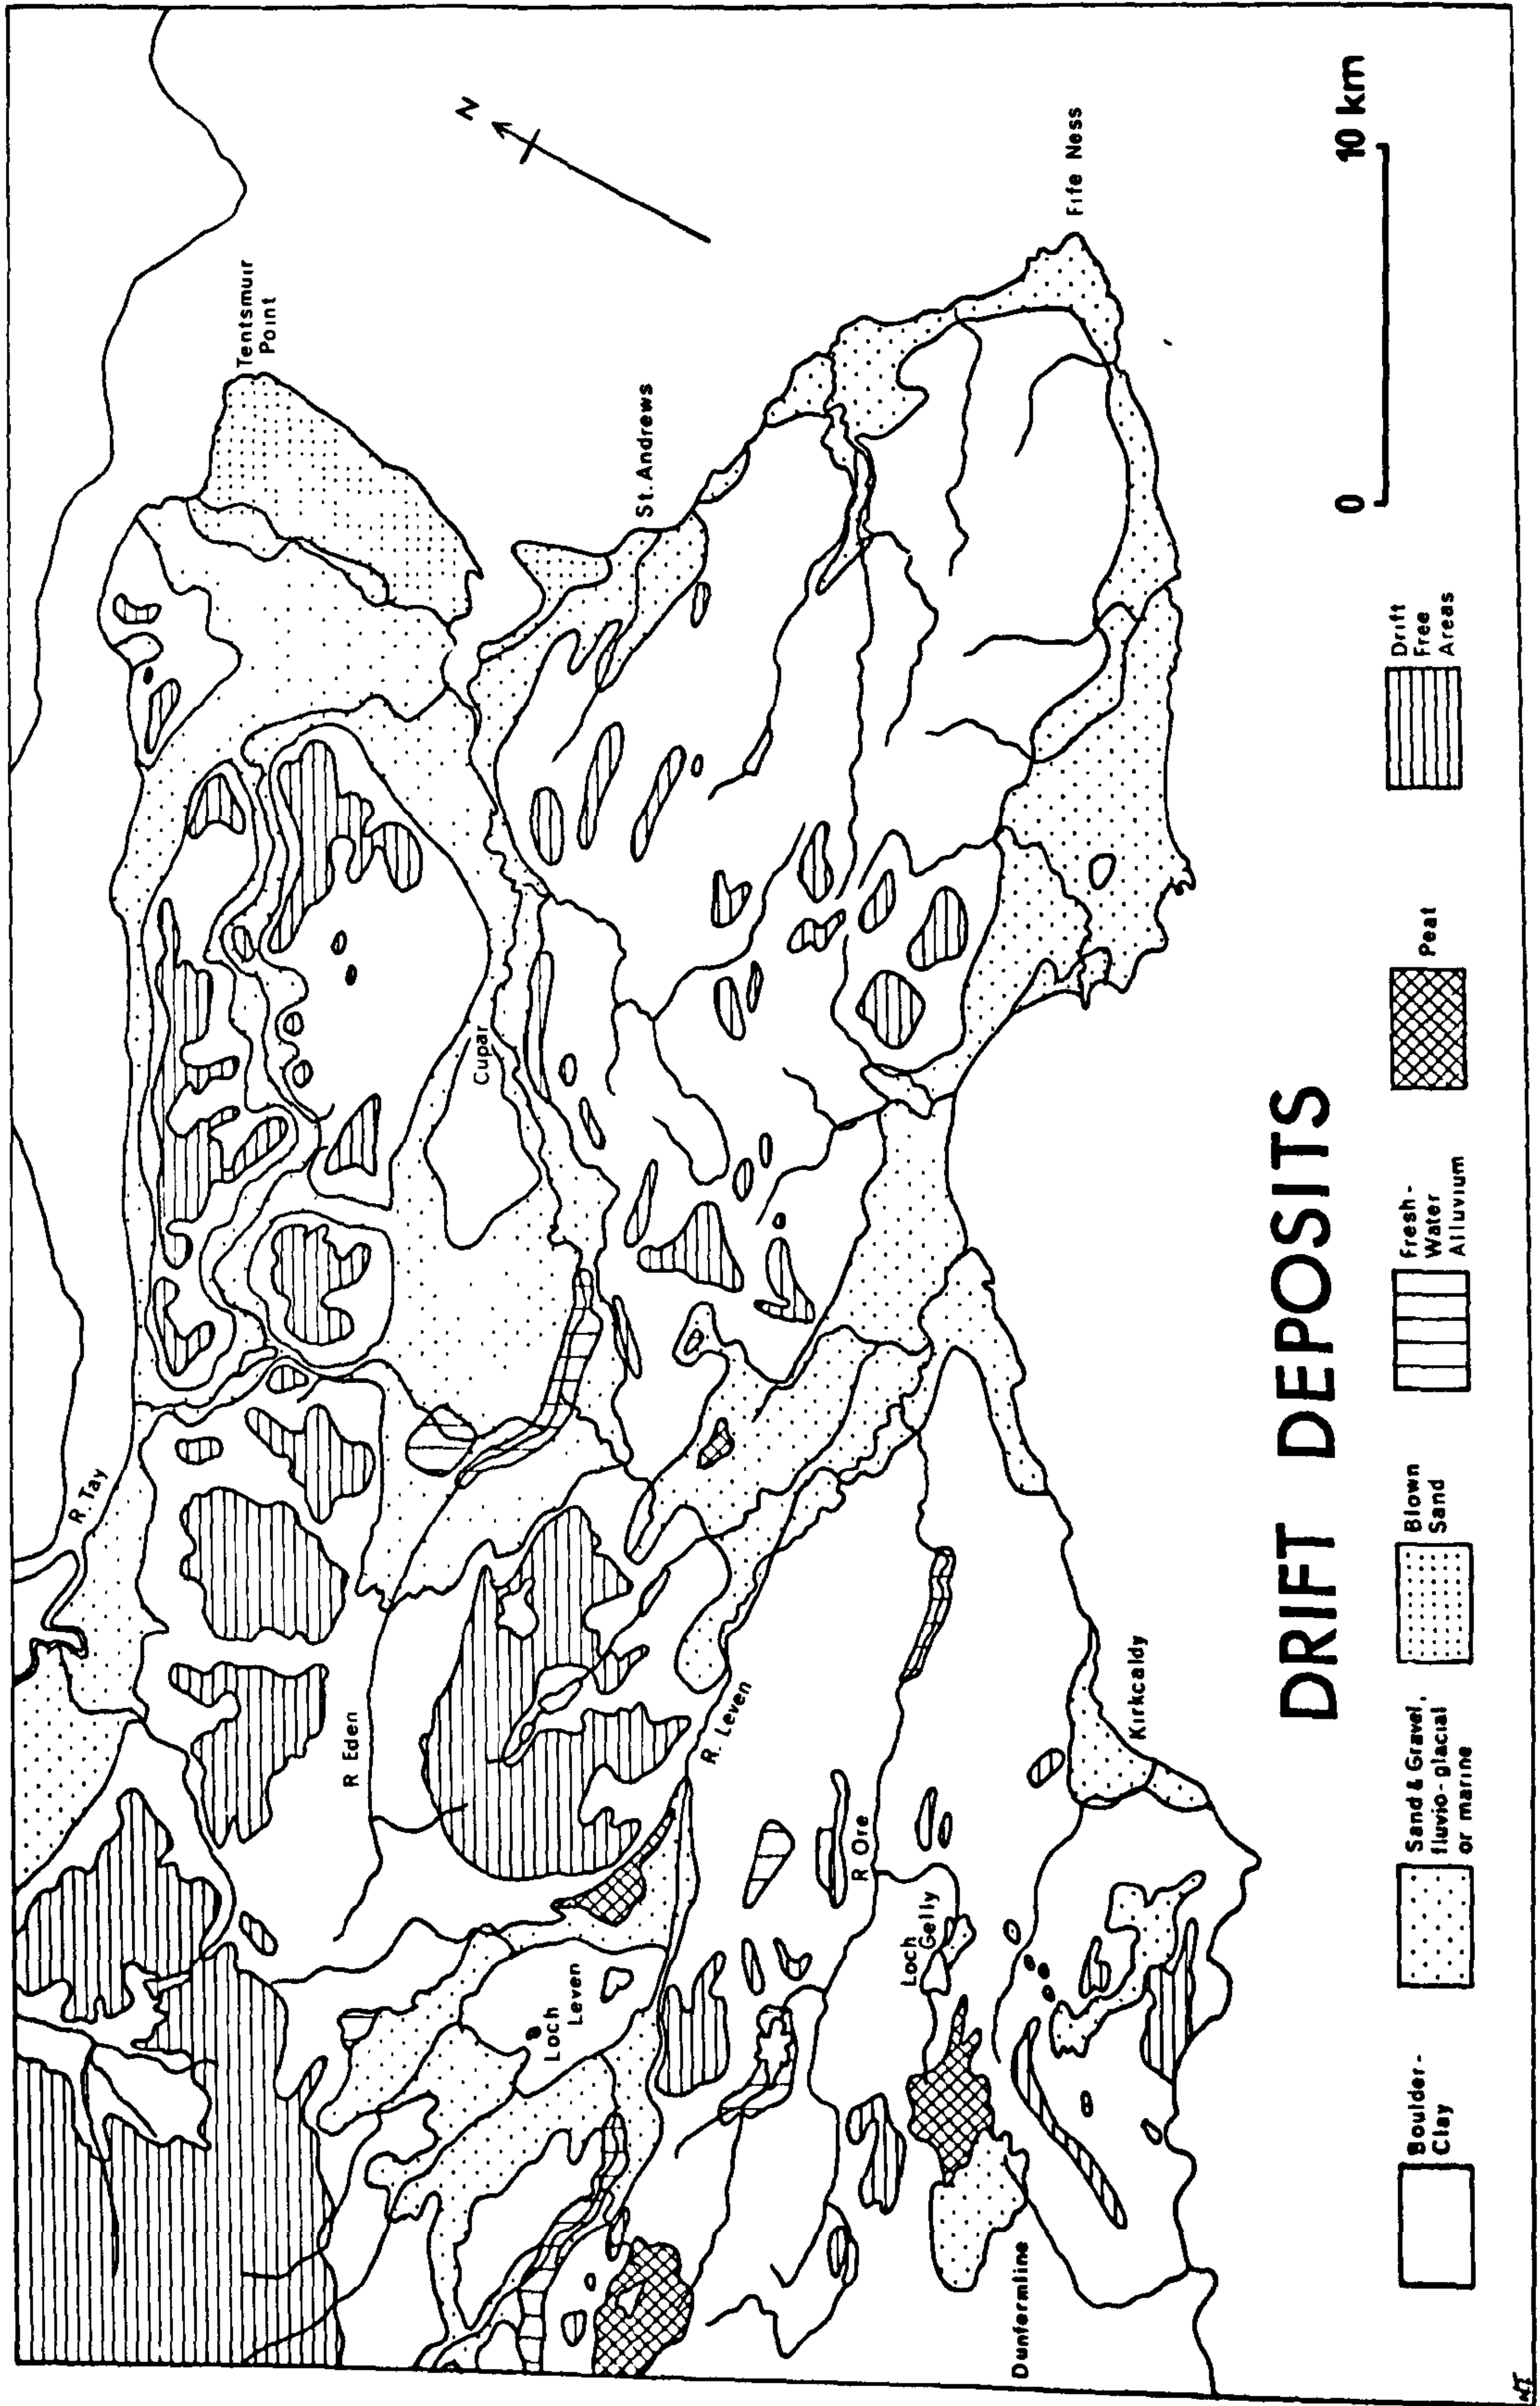 N
Tentsmuir
Point
Fife Ness
St. Andrews
R. Tay
Cupar
R Eden
R. Leven
Loch
Leven
R Ore
Loch
Gelly
Kirkcaldy
Dunfermline
0 10 km
DRIFT DEPOSITS
Boulder-
Clay
Sand & Gravel,
fluvio-glacial
or marine
Blown
Sand
Fresh-
Water
Alluvium
Peat
Drift
Free
Areas